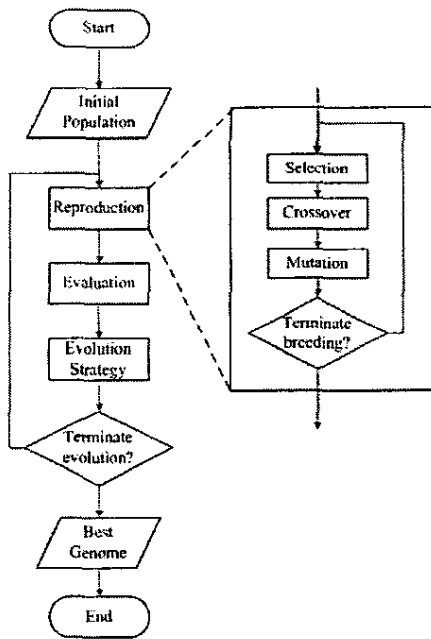 Start
Initial
Population
Reproduction
Evaluation
Evolution
Strategy
Terminate
evolution?
Best
Genome
End
Selection
Crossover
Mutation
Terminate
breeding?